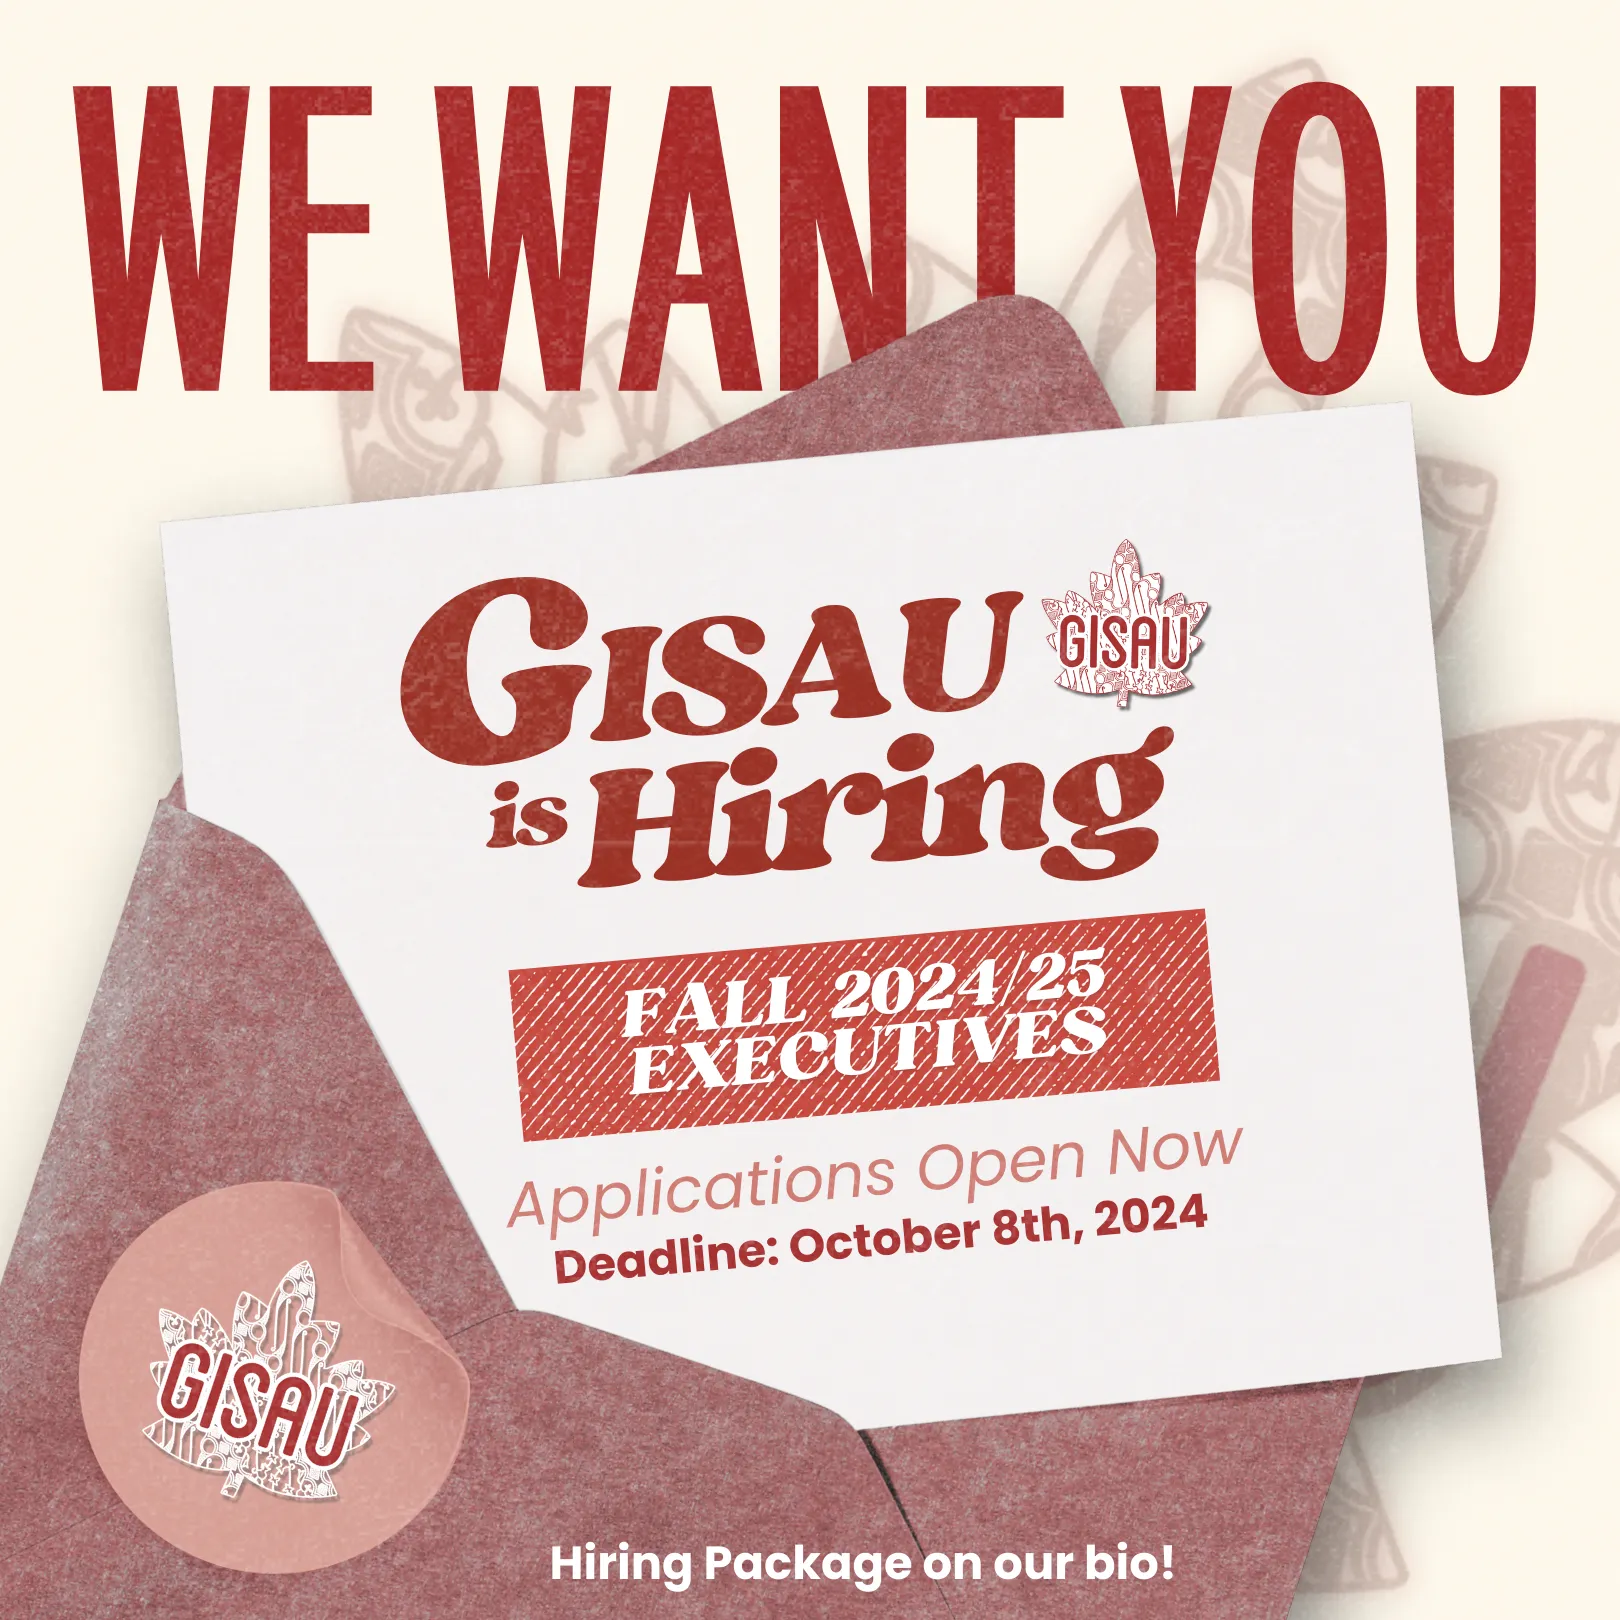 WE WANT YOU
GISAU
GISAU
is Hiring
FALL 2024/25
EXECUTIVES
Applications Open Now
Deadline: October 8th, 2024
GISAU
Hiring Package on our bio!